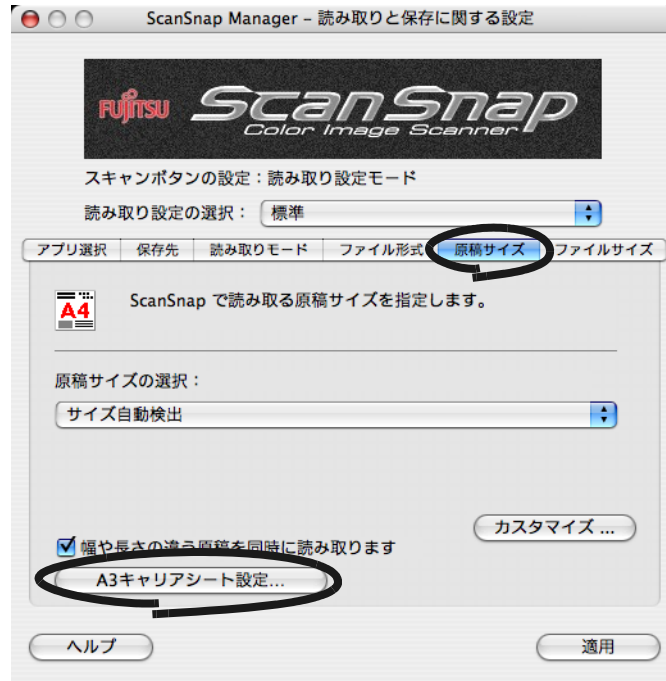 ScanSnap Manager – 読み取りと保存に関する設定
FUJITSU ScanSnap
Color Image Scanner
スキャンボタンの設定：読み取り設定モード
読み取り設定の選択： 標準
アプリ選択 保存先 読み取りモード ファイル形式 原稿サイズ ファイルサイズ
A4 ScanSnap で読み取る原稿サイズを指定します。
原稿サイズの選択：
サイズ自動検出
カスタマイズ ...
幅や長さの違う原稿を同時に読み取ります
A3キャリアシート設定...
ヘルプ 適用